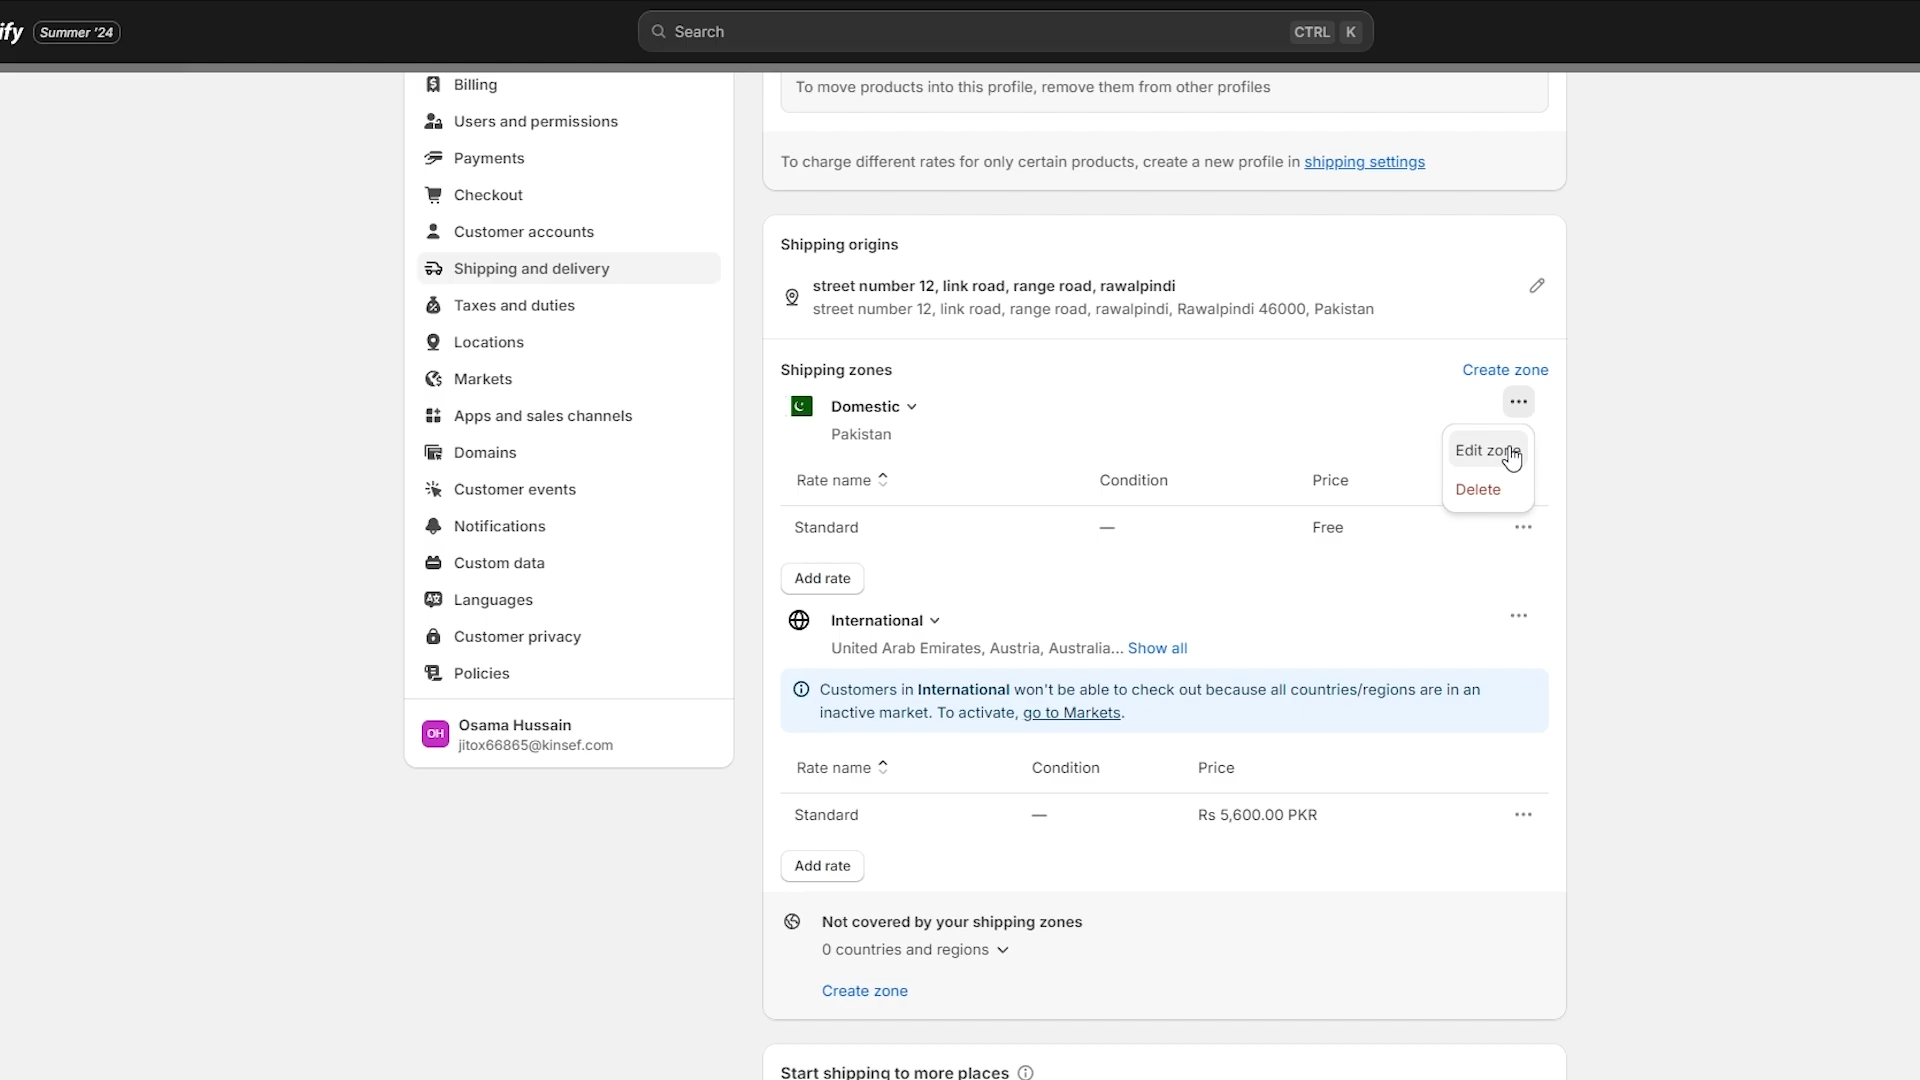 ify Summer '24
Search CTRL K
Billing
Users and permissions
Payments
Checkout
Customer accounts
Shipping and delivery
Taxes and duties
Locations
Markets
Apps and sales channels
Domains
Customer events
Notifications
Custom data
Languages
Customer privacy
Policies
OH Osama Hussain
jitox66865@kinsef.com
To move products into this profile, remove them from other profiles
To charge different rates for only certain products, create a new profile in shipping settings
Shipping origins
street number 12, link road, range road, rawalpindi
street number 12, link road, range road, rawalpindi, Rawalpindi 46000, Pakistan
Shipping zones Create zone
Domestic
Pakistan
Edit zone
Delete
Rate name Condition Price
Standard — Free
Add rate
International
United Arab Emirates, Austria, Australia... Show all
Customers in International won't be able to check out because all countries/regions are in an
inactive market. To activate, go to Markets.
Rate name Condition Price
Standard — Rs 5,600.00 PKR
Add rate
Not covered by your shipping zones
0 countries and regions
Create zone
Start shipping to more places